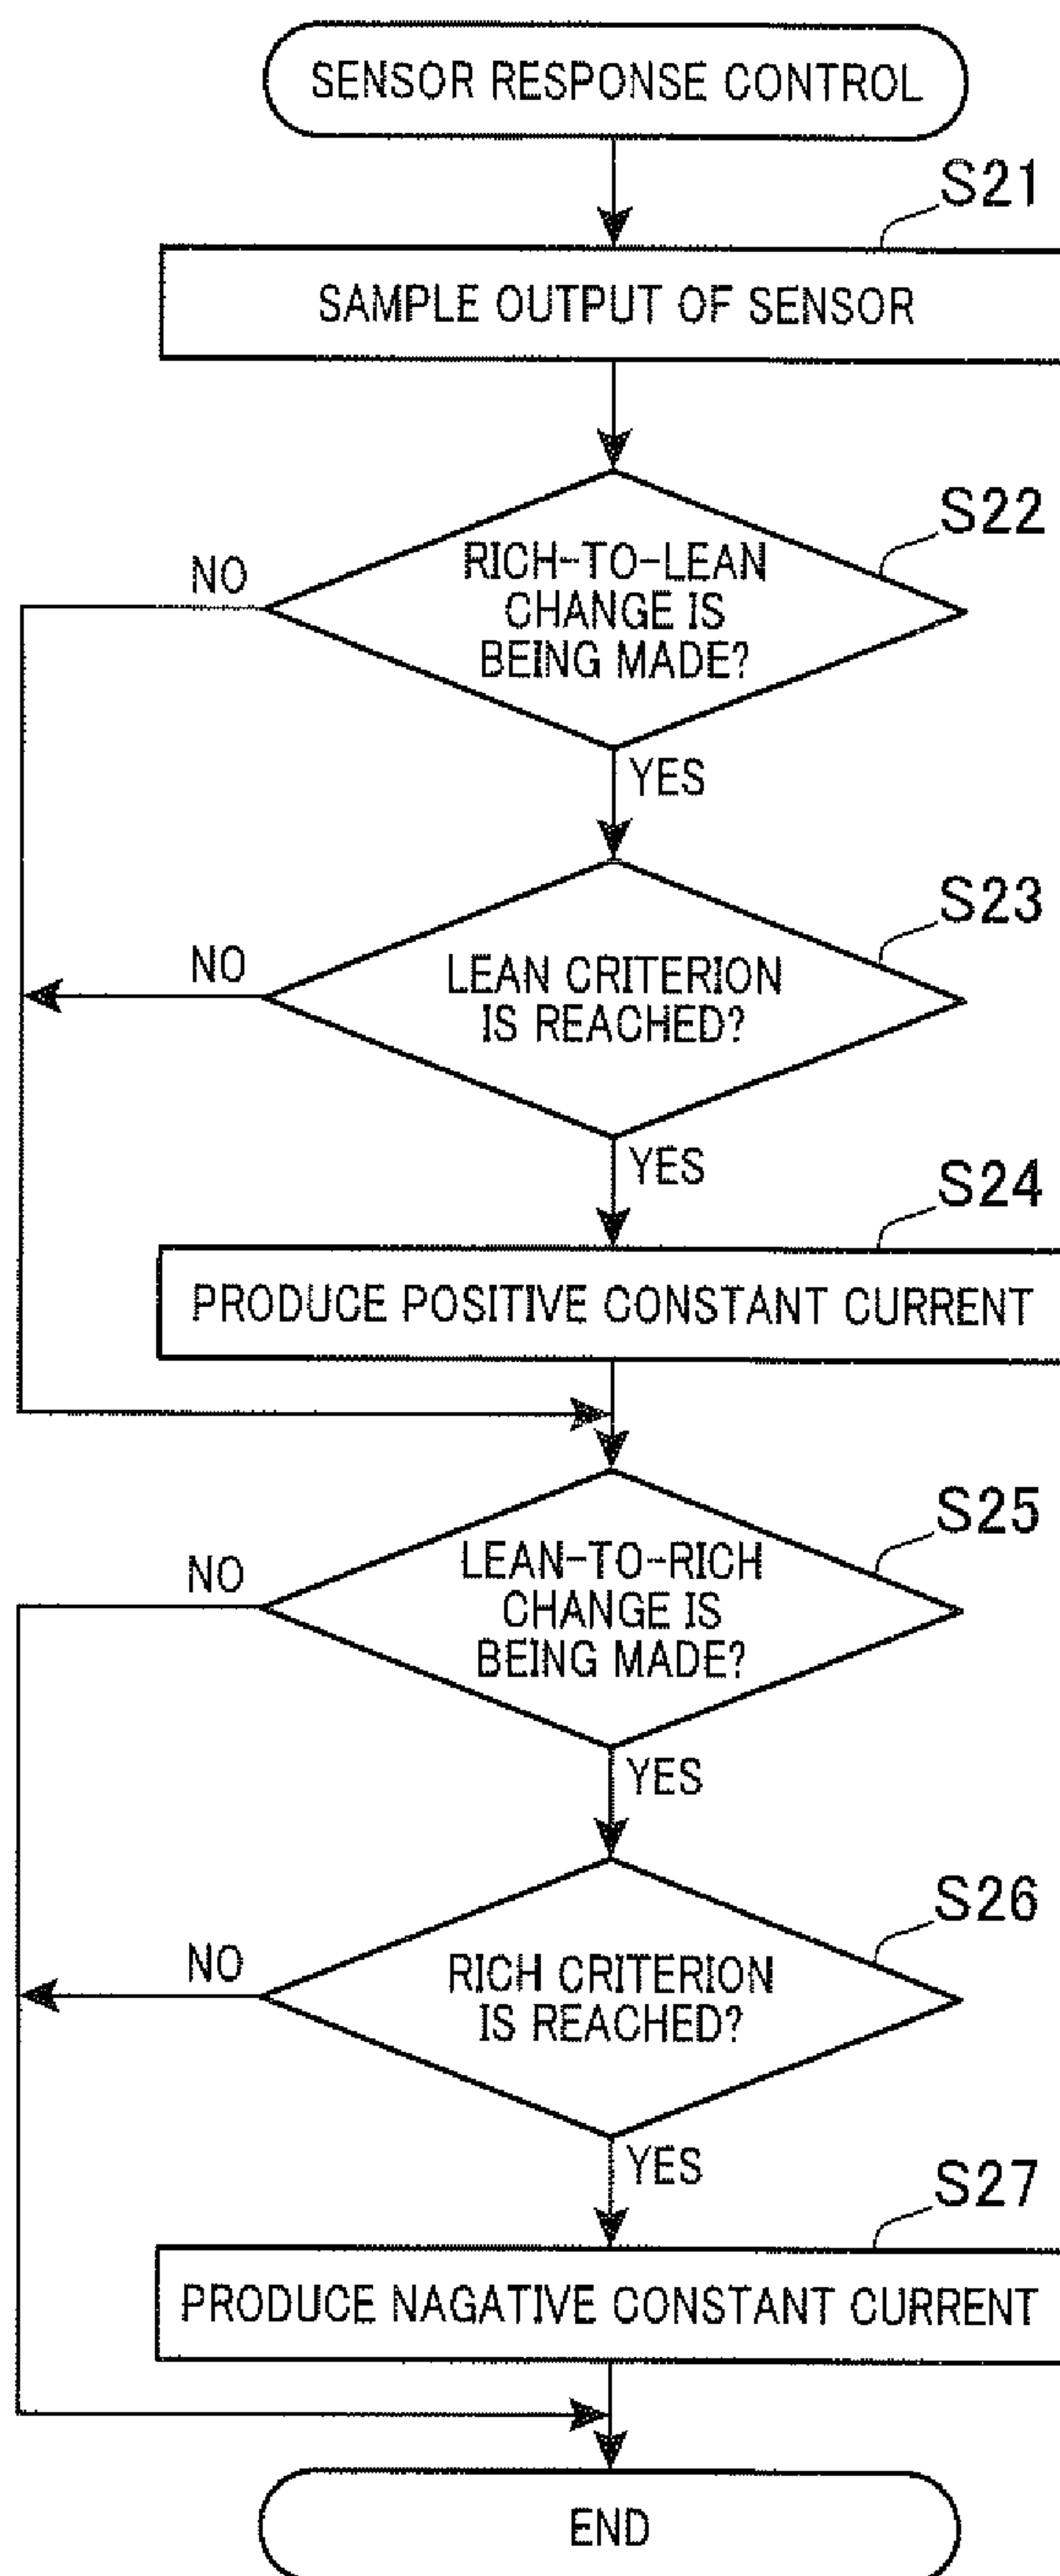 SENSOR RESPONSE CONTROL
S21
SAMPLE OUTPUT OF SENSOR
S22
NO
RICH-TO-LEAN
CHANGE IS
BEING MADE?
YES
S23
NO
LEAN CRITERION
IS REACHED?
YES
S24
PRODUCE POSITIVE CONSTANT CURRENT
S25
NO
LEAN-TO-RICH
CHANGE IS
BEING MADE?
YES
S26
NO
RICH CRITERION
IS REACHED?
YES
S27
PRODUCE NAGATIVE CONSTANT CURRENT
END